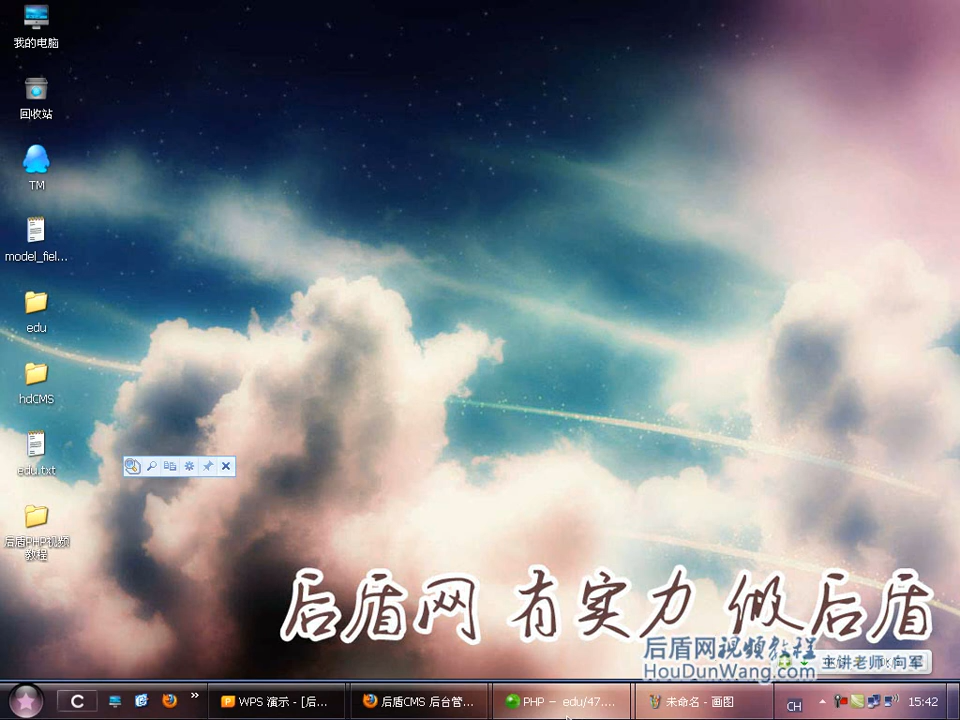 我的电脑
回收站
TM
model_fiel...
edu
hdCMS
edu.txt
后盾PHP视频
教程
后盾网 有实力 做后盾
后盾网视频教程
主讲老师:向军
HouDunWang.com
C
»
WPS 演示 - [后...
后盾CMS 后台管...
PHP - edu/47....
未命名 - 画图
CH
15:42